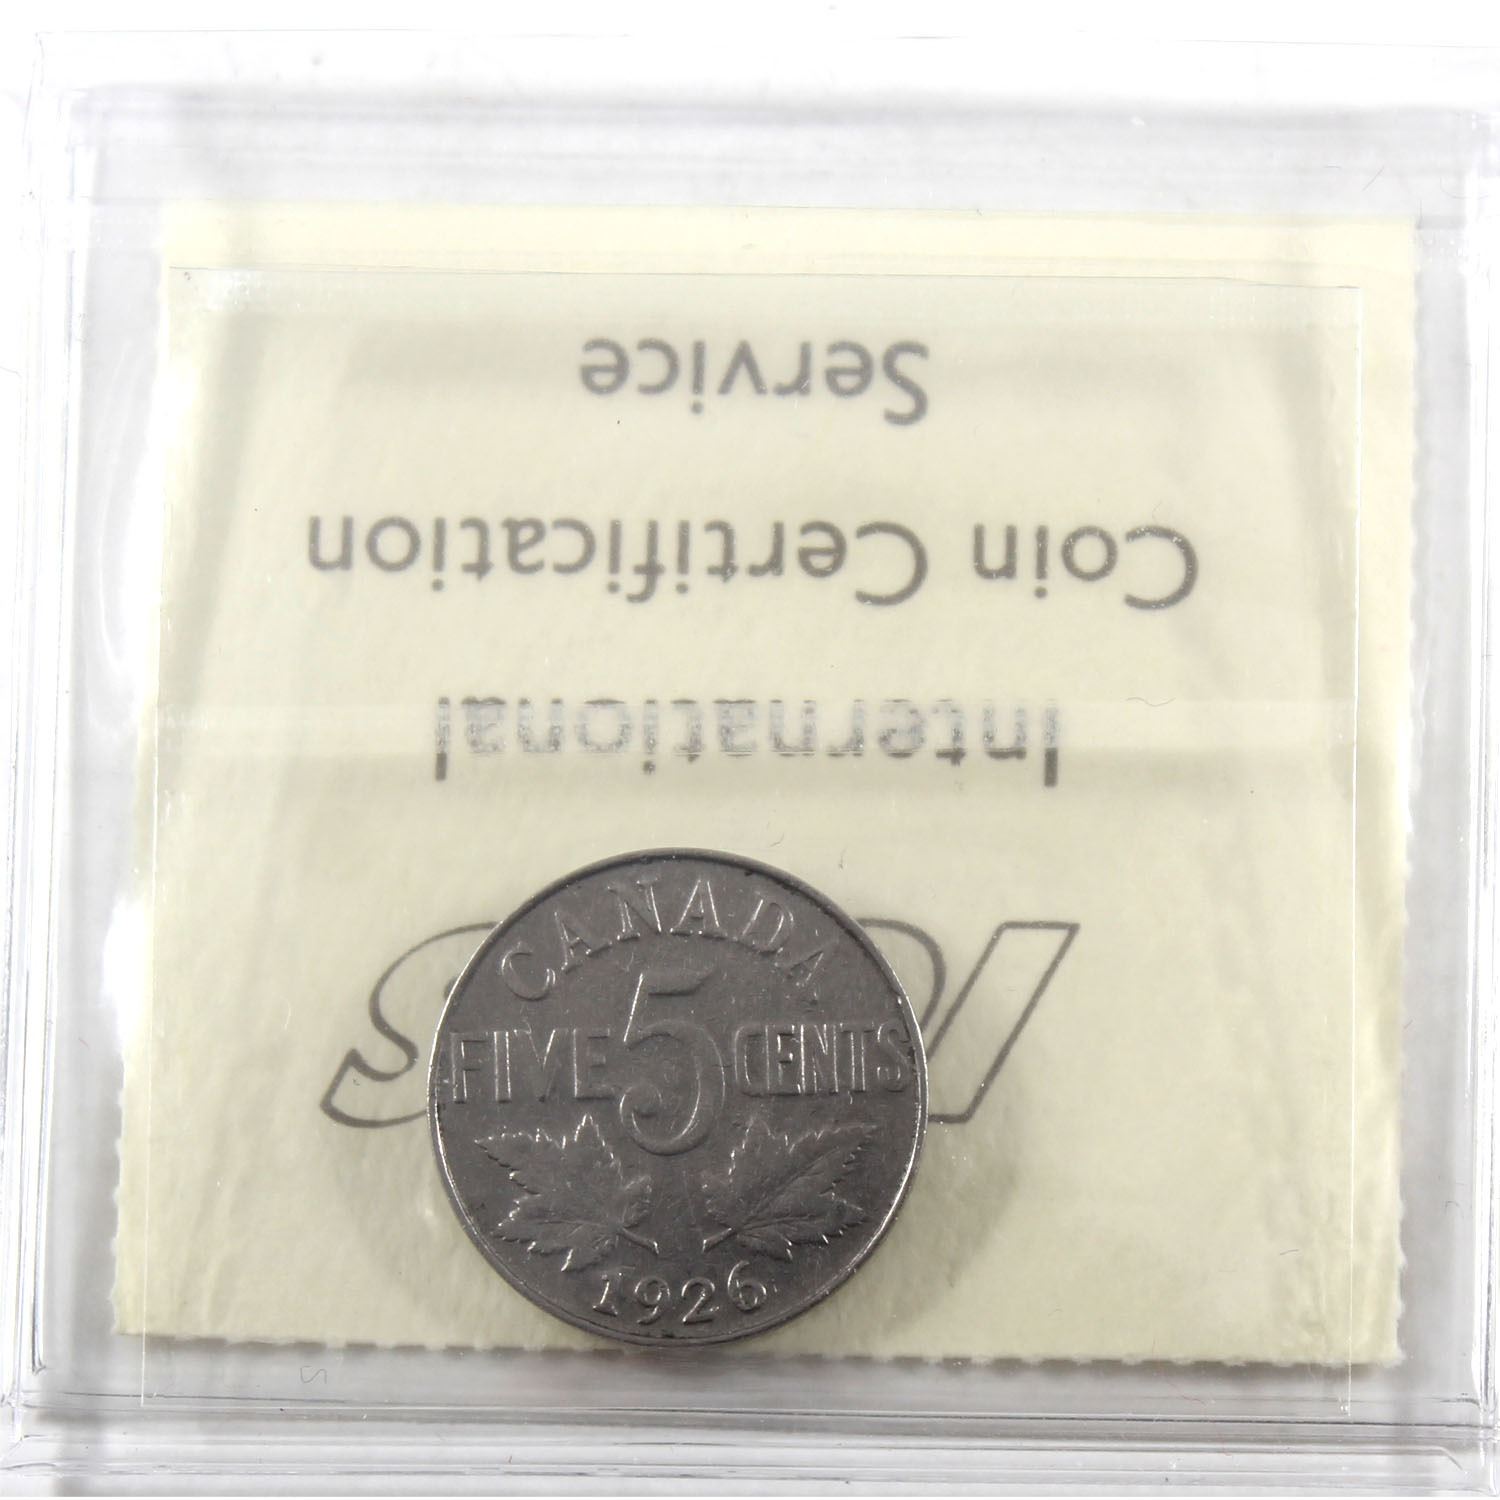 Service
Coin Certification
International
ICCS
CANADA
FIVE 5 CENTS
1926